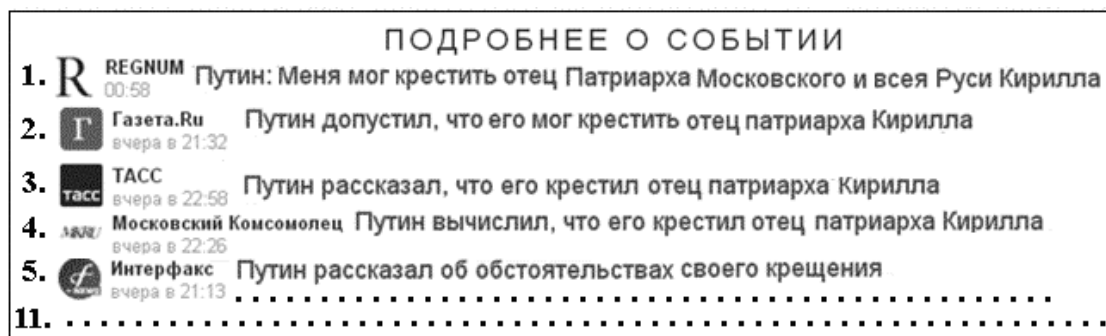 ПОДРОБНЕЕ О СОБЫТИИ
1. R REGNUM Путин: Меня мог крестить отец Патриарха Московского и всея Руси Кирилла
00:58
2. Г Газета.Ru Путин допустил, что его мог крестить отец патриарха Кирилла
вчера в 21:32
3. ТАСС ТАСС Путин рассказал, что его крестил отец патриарха Кирилла
вчера в 22:58
4. MKRU Московский Комсомолец Путин вычислил, что его крестил отец патриарха Кирилла
вчера в 22:26
5. Интерфакс Путин рассказал об обстоятельствах своего крещения
вчера в 21:13
11.